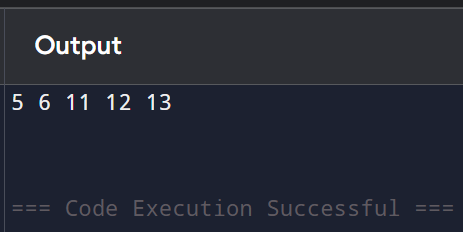 Output
5 6 11 12 13
=== Code Execution Successful ===